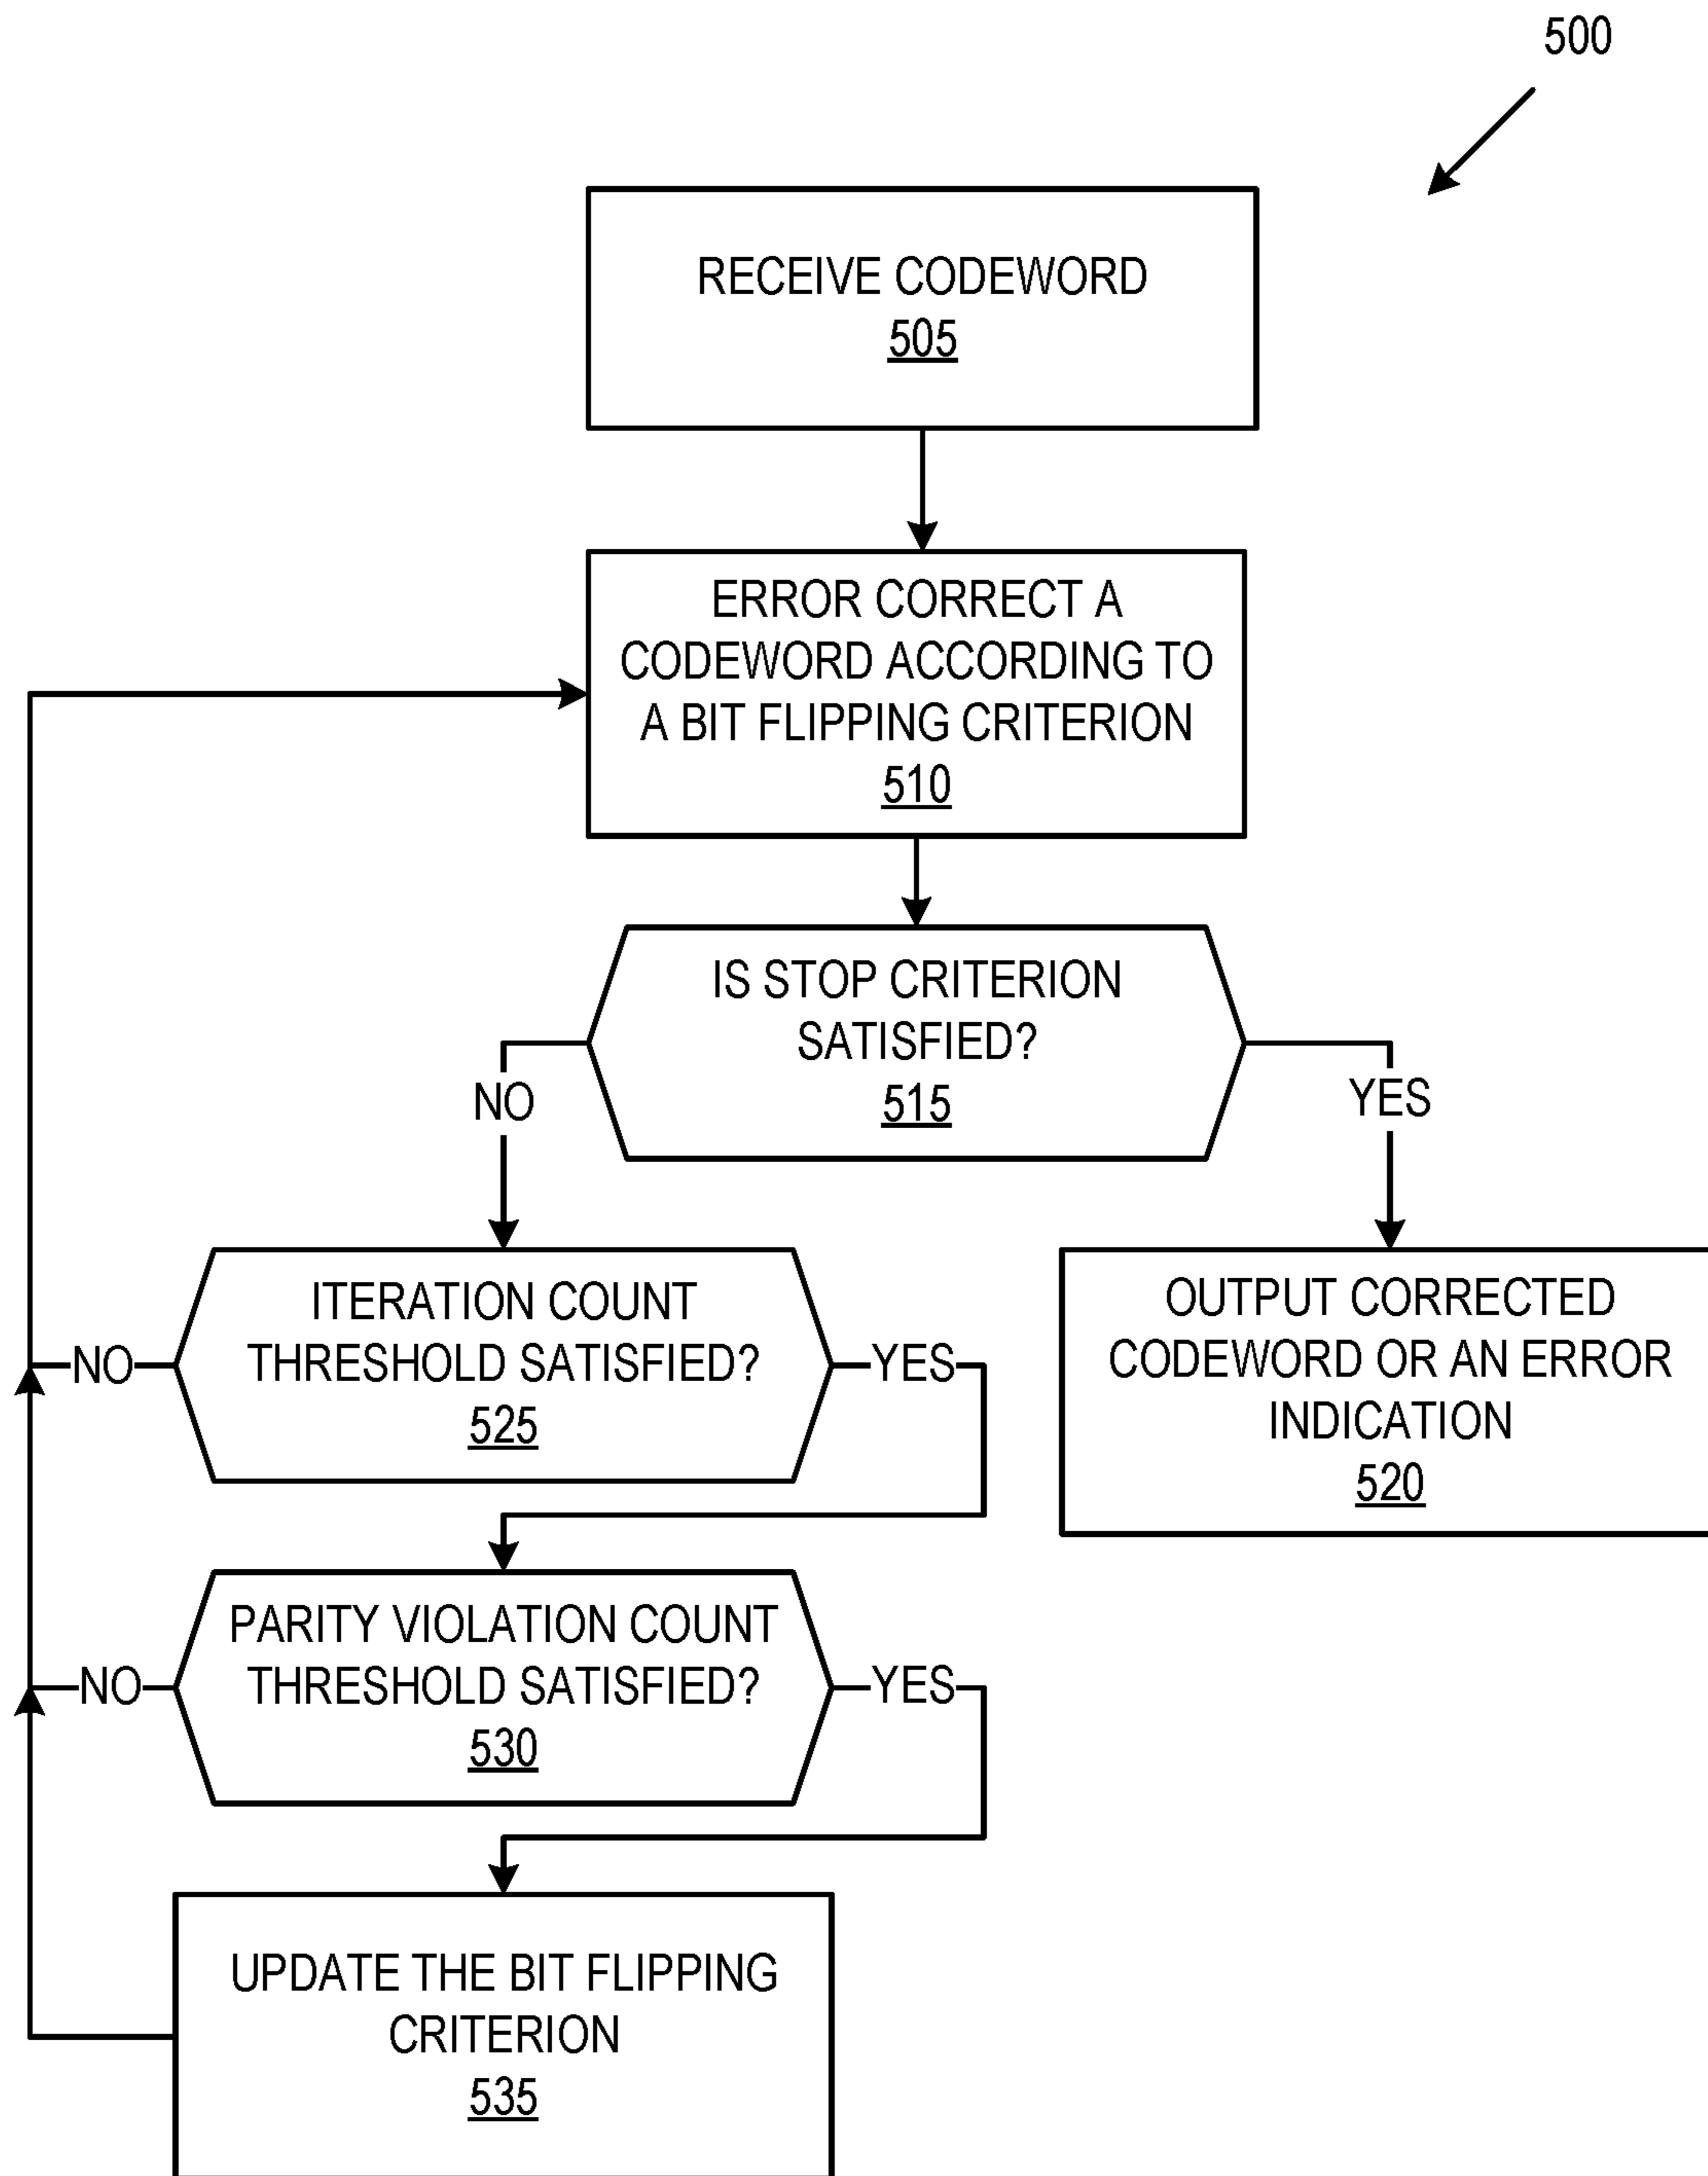 500
RECEIVE CODEWORD
505
ERROR CORRECT A
CODEWORD ACCORDING TO
A BIT FLIPPING CRITERION
510
IS STOP CRITERION
SATISFIED?
515
NO
YES
ITERATION COUNT
THRESHOLD SATISFIED?
525
NO
YES
OUTPUT CORRECTED
CODEWORD OR AN ERROR
INDICATION
520
PARITY VIOLATION COUNT
THRESHOLD SATISFIED?
530
NO
YES
UPDATE THE BIT FLIPPING
CRITERION
535